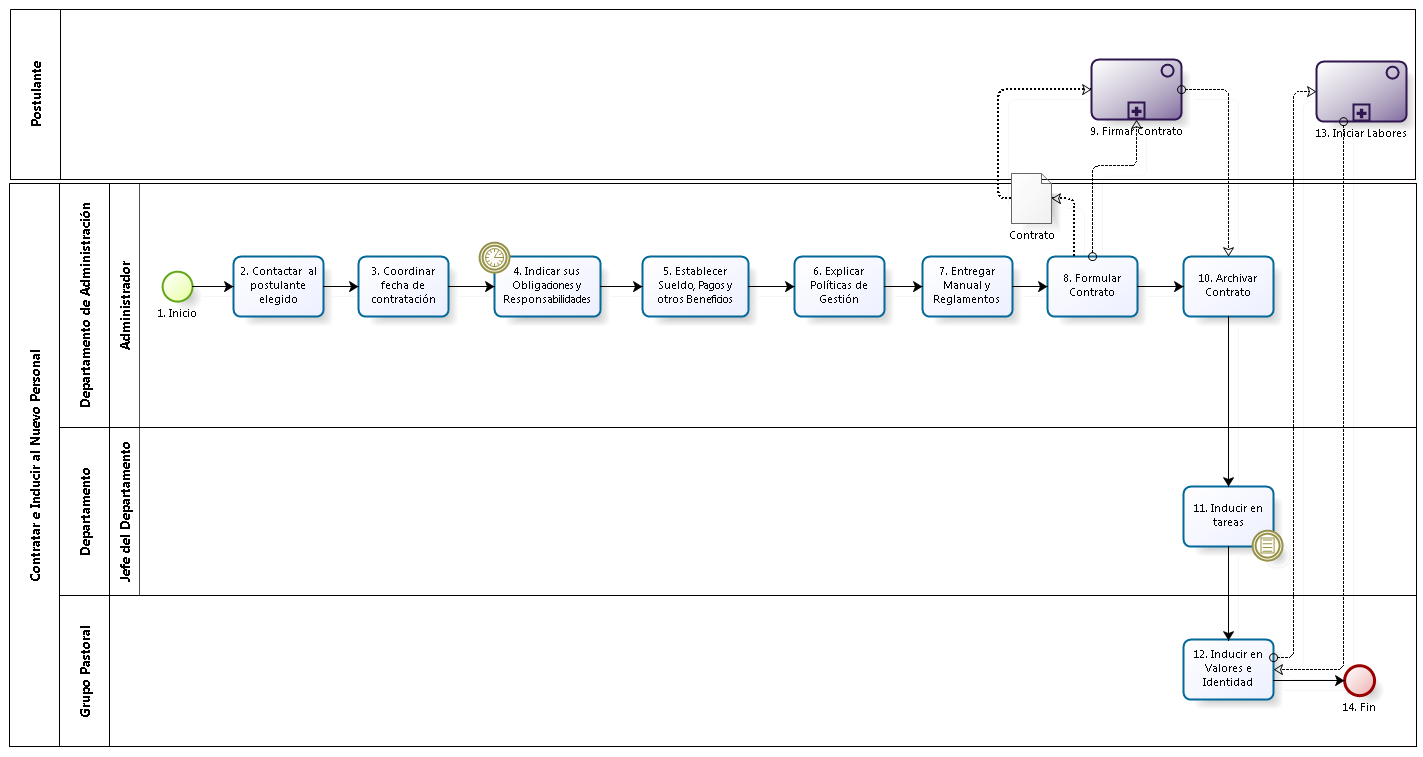 Postulante
9. Firmar Contrato
13. Iniciar Labores
Contratar e Inducir al Nuevo Personal
Departamento de Administración
Administrador
1. Inicio
2. Contactar al
postulante
elegido
3. Coordinar
fecha de
contratación
4. Indicar sus
Obligaciones y
Responsabilidades
5. Establecer
Sueldo, Pagos y
otros Beneficios
6. Explicar
Políticas de
Gestión
7. Entregar
Manual y
Reglamentos
Contrato
8. Formular
Contrato
10. Archivar
Contrato
Departamento
Jefe del Departamento
11. Inducir en
tareas
Grupo Pastoral
12. Inducir en
Valores e
Identidad
14. Fin